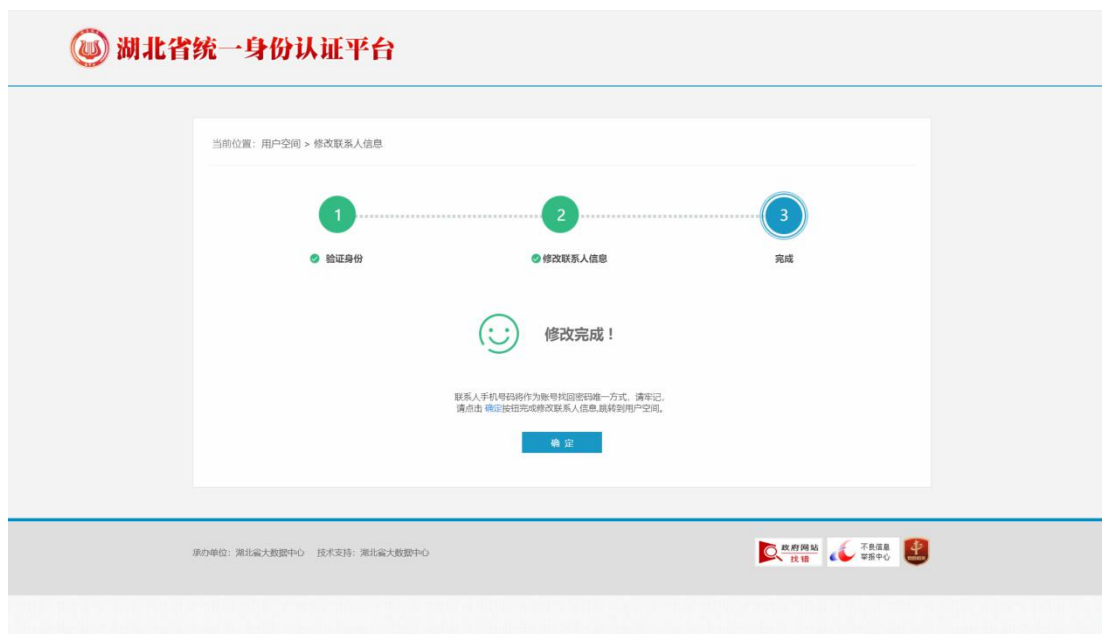 湖北省统一身份认证平台
当前位置：用户空间 > 修改联系人信息
1
2
3
验证身份
修改联系人信息
完成
修改完成！
联系人手机号码将作为账号找回密码唯一方式，请牢记。
请点击 确定按钮完成修改联系人信息,跳转到用户空间。
确 定
承办单位：湖北省大数据中心 技术支持：湖北省大数据中心
政府网站
找错
不良信息
举报中心